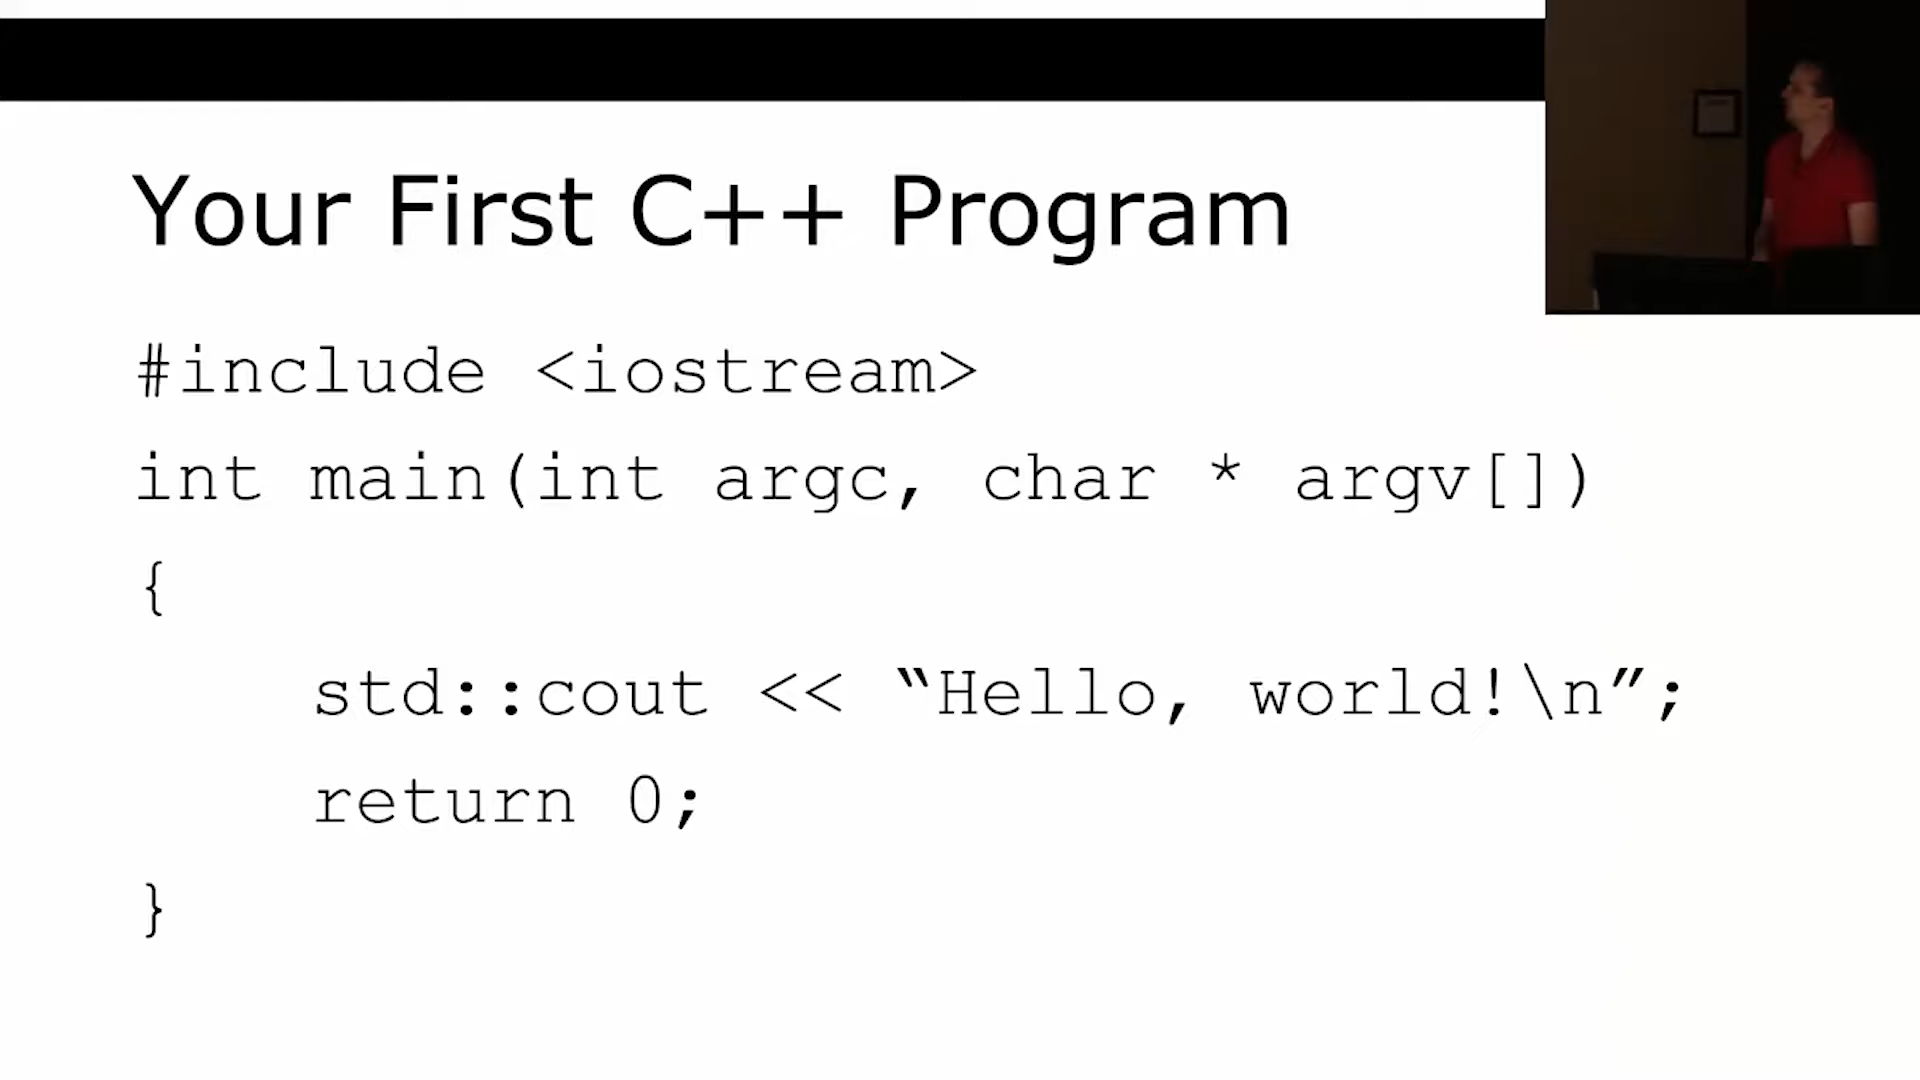 Your First C++ Program
#include <iostream>
int main(int argc, char * argv[])
{
std::cout << “Hello, world!\n”;
return 0;
}